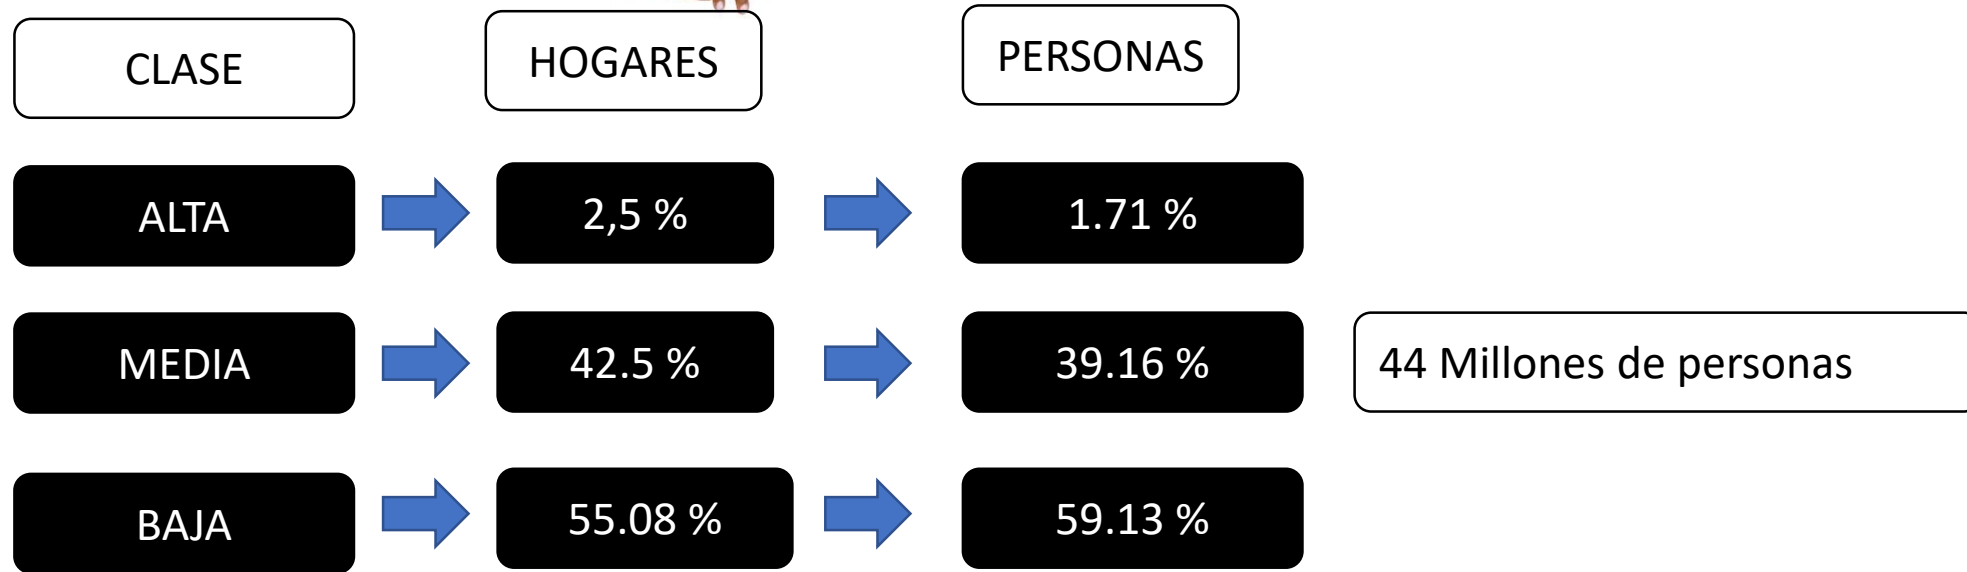 CLASE
HOGARES
PERSONAS
ALTA
2,5 %
1.71 %
MEDIA
42.5 %
39.16 %
44 Millones de personas
BAJA
55.08 %
59.13 %